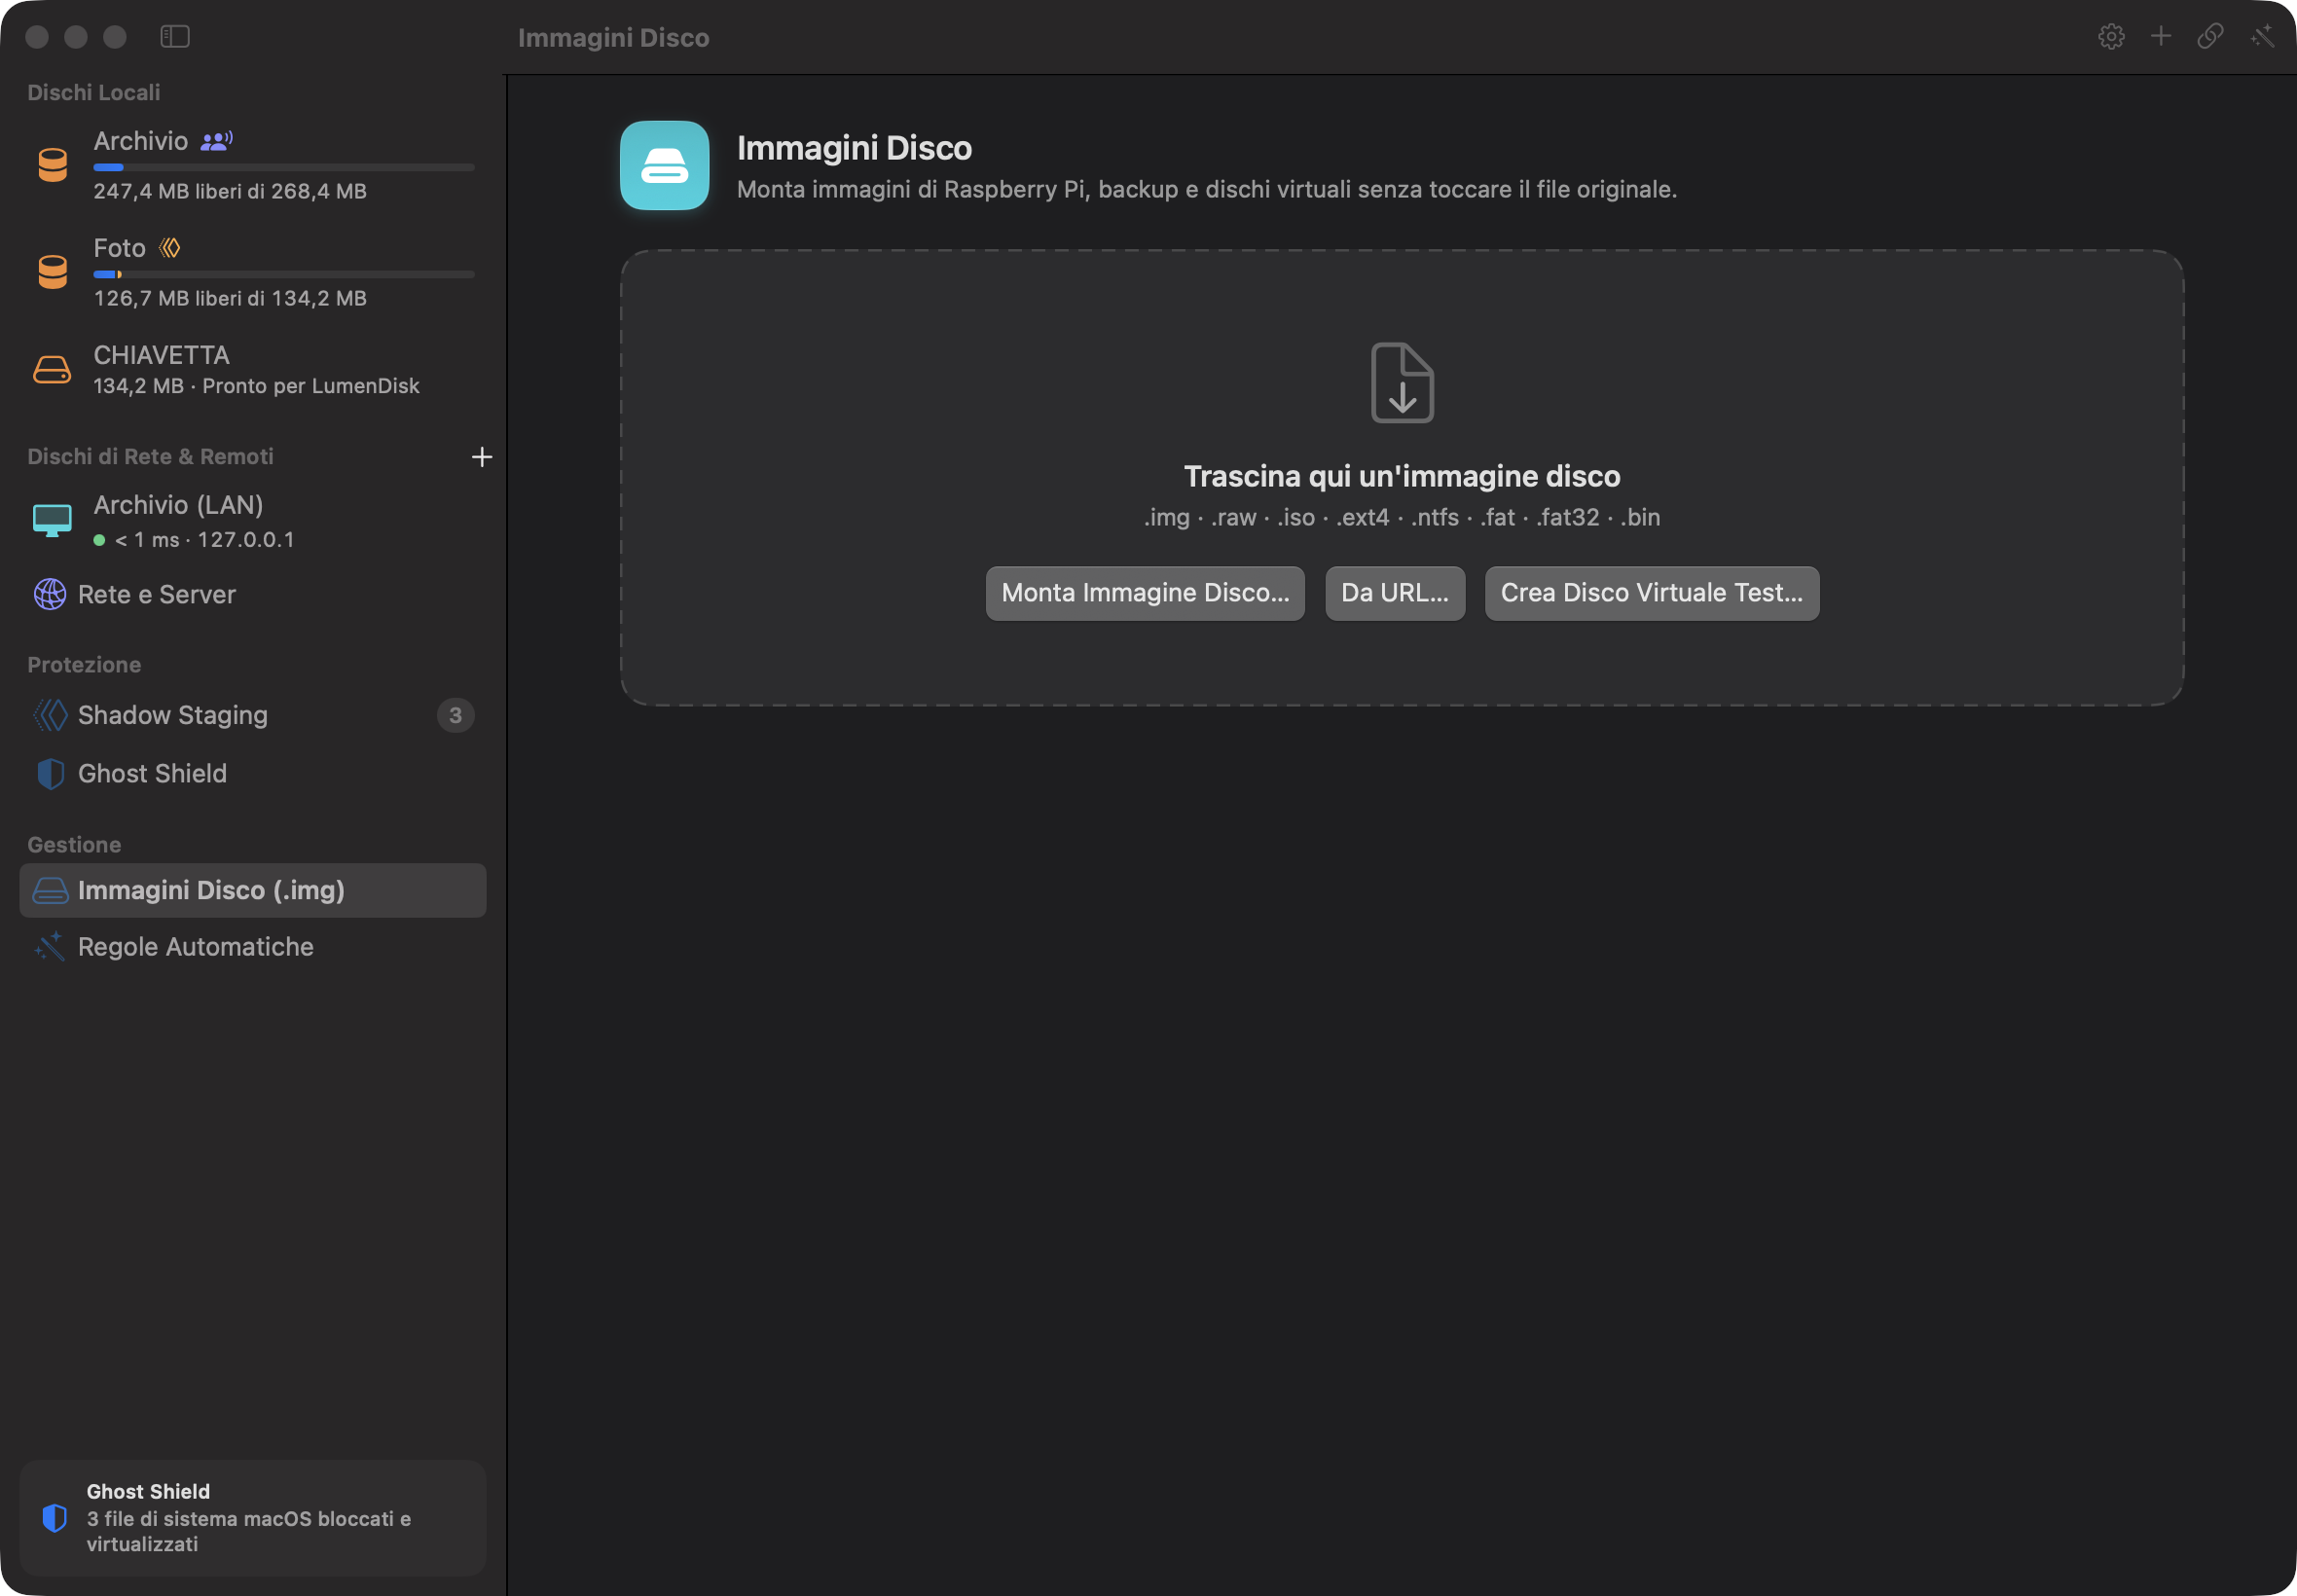 Immagini Disco
Dischi Locali
Archivio
247,4 MB liberi di 268,4 MB
Foto
126,7 MB liberi di 134,2 MB
CHIAVETTA
134,2 MB · Pronto per LumenDisk
Dischi di Rete & Remoti
Archivio (LAN)
< 1 ms · 127.0.0.1
Rete e Server
Protezione
Shadow Staging 3
Ghost Shield
Gestione
Immagini Disco (.img)
Regole Automatiche
Ghost Shield
3 file di sistema macOS bloccati e
virtualizzati
Immagini Disco
Monta immagini di Raspberry Pi, backup e dischi virtuali senza toccare il file originale.
Trascina qui un'immagine disco
.img · .raw · .iso · .ext4 · .ntfs · .fat · .fat32 · .bin
Monta Immagine Disco... Da URL... Crea Disco Virtuale Test...